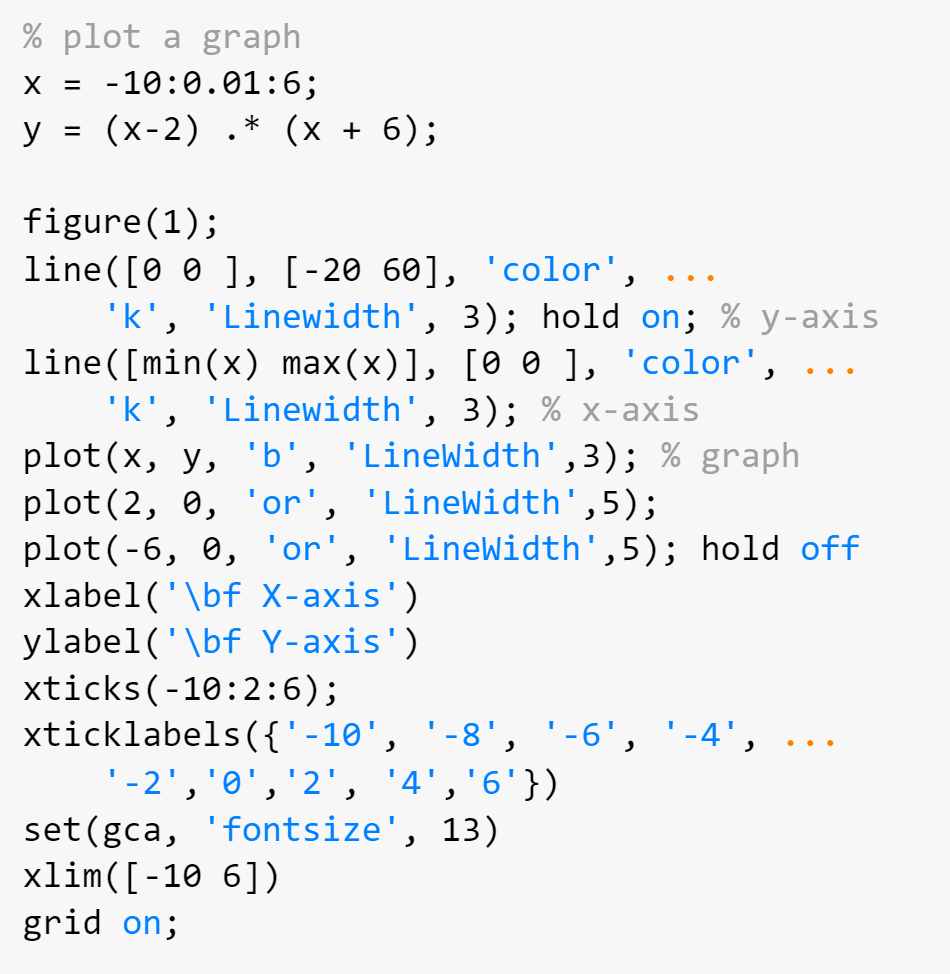 % plot a graph
x = -10:0.01:6;
y = (x-2) .* (x + 6);
figure(1);
line([0 0 ], [-20 60], 'color', ...
    'k', 'Linewidth', 3); hold on; % y-axis
line([min(x) max(x)], [0 0 ], 'color', ...
    'k', 'Linewidth', 3); % x-axis
plot(x, y, 'b', 'LineWidth',3); % graph
plot(2, 0, 'or', 'LineWidth',5);
plot(-6, 0, 'or', 'LineWidth',5); hold off
xlabel('\bf X-axis')
ylabel('\bf Y-axis')
xticks(-10:2:6);
xticklabels({'-10', '-8', '-6', '-4', ...
    '-2','0','2', '4','6'})
set(gca, 'fontsize', 13)
xlim([-10 6])
grid on;